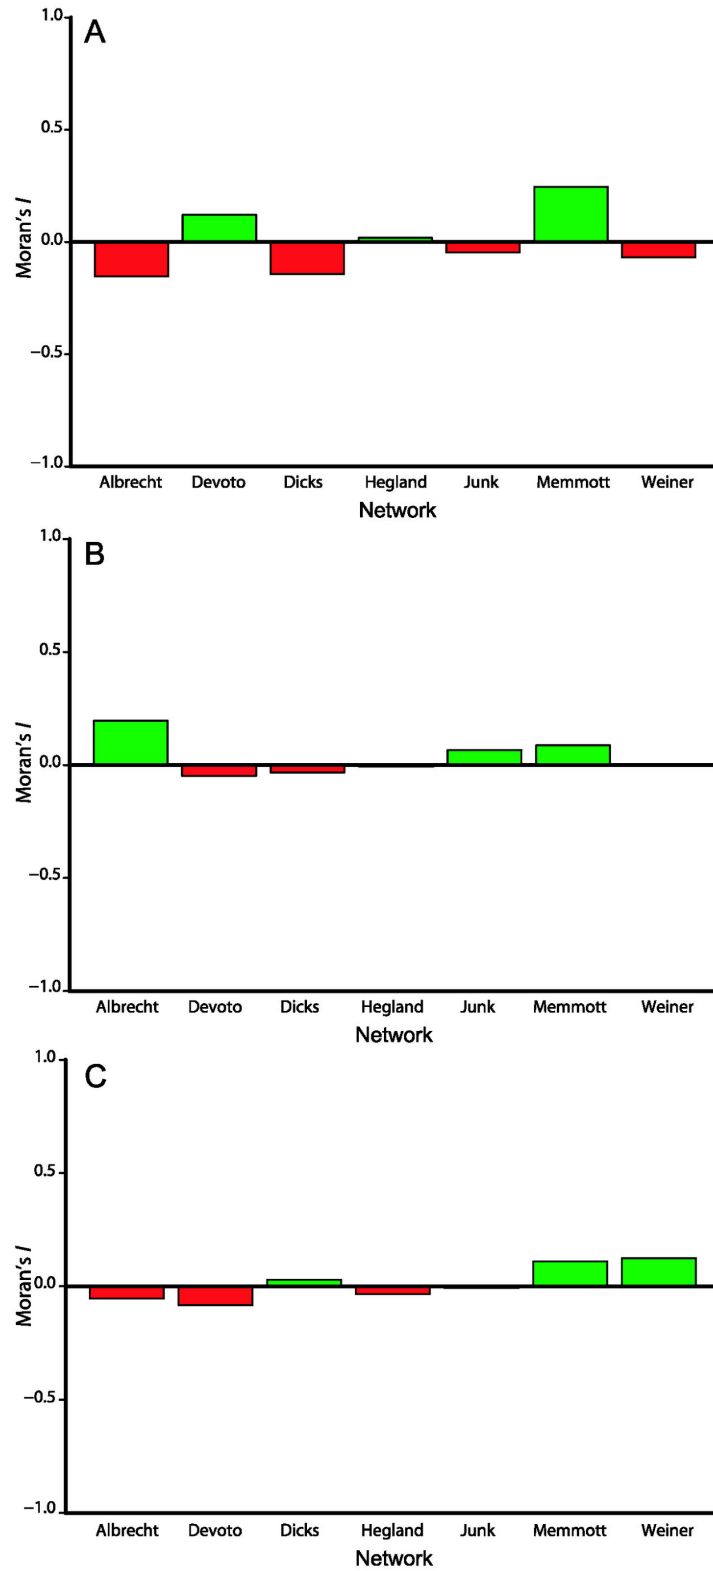 A
1.0
0.5
0.0
−0.5
−1.0
Moran's I
Albrecht Devoto Dicks Hegland Junk Memmott Weiner
Network
B
1.0
0.5
0.0
−0.5
−1.0
Moran's I
Albrecht Devoto Dicks Hegland Junk Memmott Weiner
Network
C
1.0
0.5
0.0
−0.5
−1.0
Moran's I
Albrecht Devoto Dicks Hegland Junk Memmott Weiner
Network